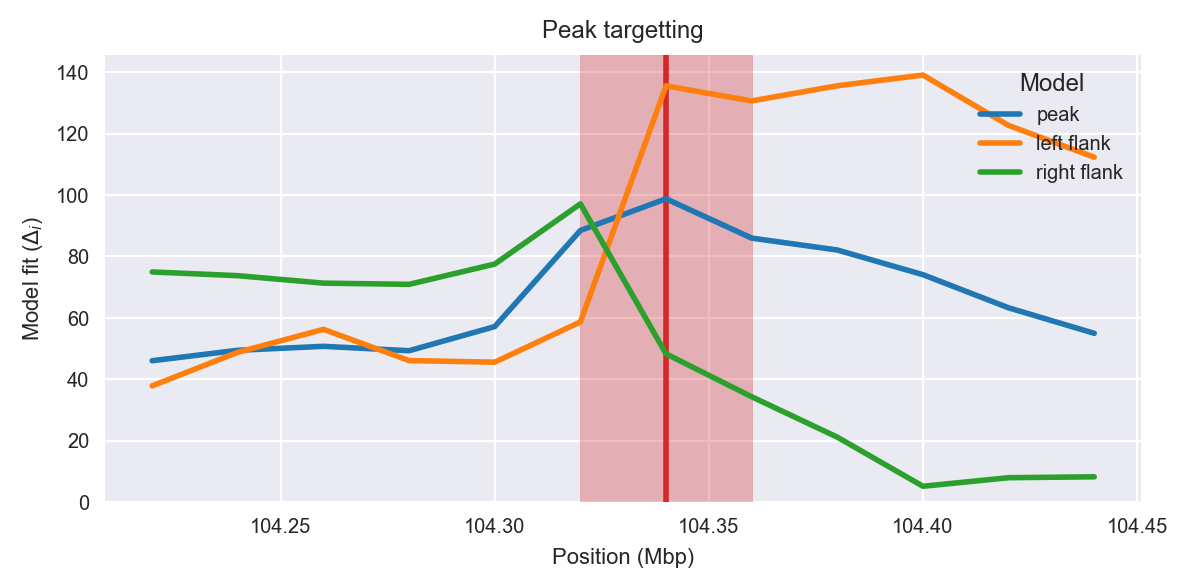 Peak targetting
Model fit (Δi)
140
120
100
80
60
40
20
0
Model
peak
left flank
right flank
104.25
104.30
104.35
104.40
104.45
Position (Mbp)